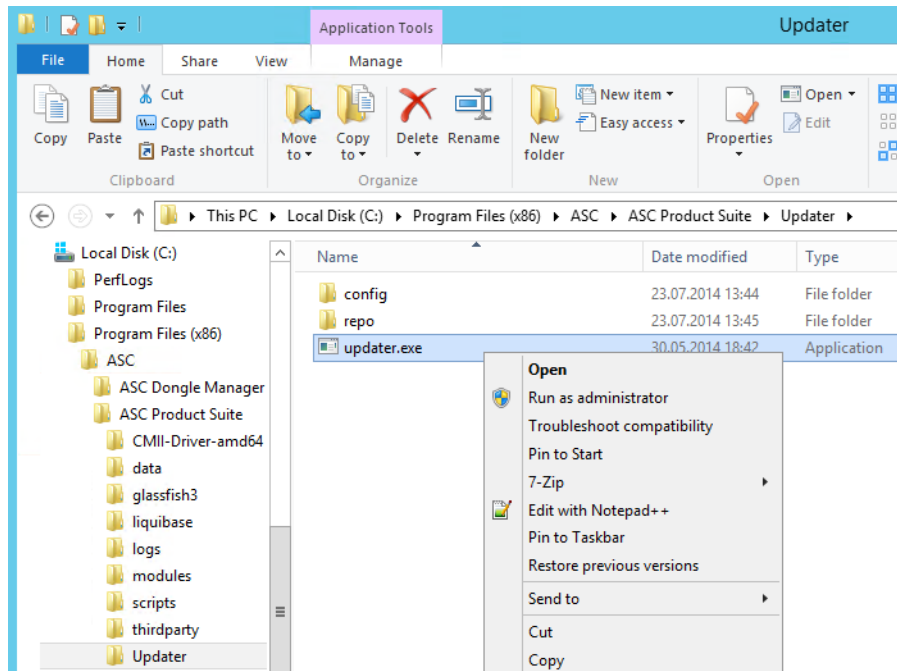 Application Tools
Updater
File
Home
Share
View
Manage
Copy
Paste
Cut
Copy path
Paste shortcut
Clipboard
Move to
Copy to
Delete
Rename
Organize
New folder
New item
Easy access
New
Properties
Open
Edit
Open
This PC
Local Disk (C:)
Program Files (x86)
ASC
ASC Product Suite
Updater
Local Disk (C:)
PerfLogs
Program Files
Program Files (x86)
ASC
ASC Dongle Manager
ASC Product Suite
CMII-Driver-amd64
data
glassfish3
liquibase
logs
modules
scripts
thirdparty
Updater
Name
Date modified
Type
config
23.07.2014 13:44
File folder
repo
23.07.2014 13:45
File folder
updater.exe
30.05.2014 18:42
Application
Open
Run as administrator
Troubleshoot compatibility
Pin to Start
7-Zip
Edit with Notepad++
Pin to Taskbar
Restore previous versions
Send to
Cut
Copy